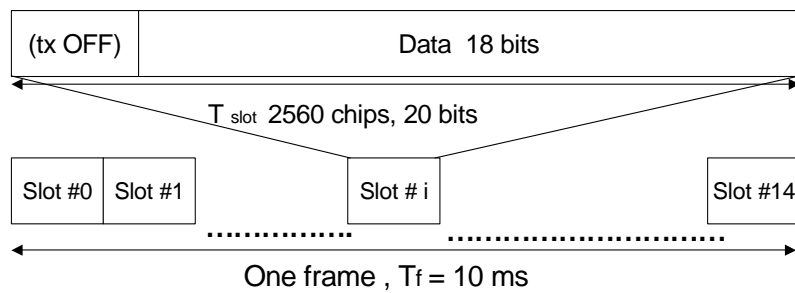 (tx OFF) Data 18 bits
T slot 2560 chips, 20 bits
Slot #0 Slot #1 Slot # i Slot #14
One frame , Tf = 10 ms